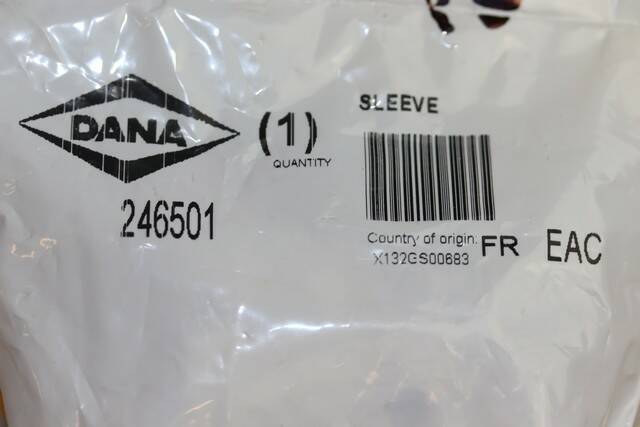 DANA
246501
(1)
QUANTITY
SLEEVE
Country of origin. FR
X132GS00683
EAC